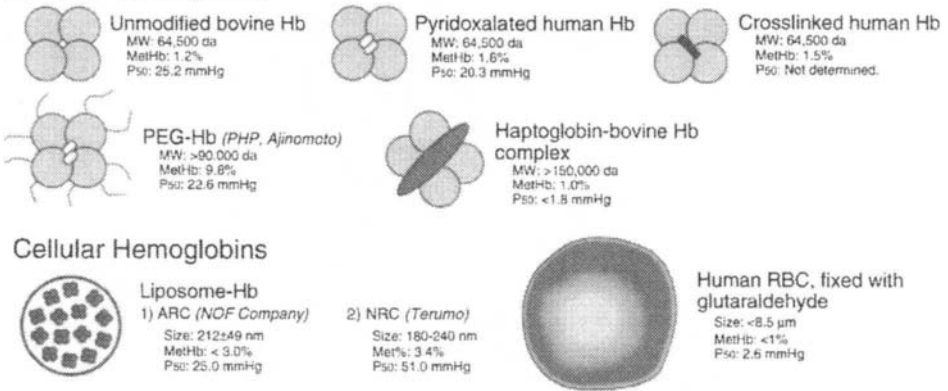 Unmodified bovine Hb
MW: 64,500 da
MetHb: 1.2%
P50: 25.2 mmHg
Pyridoxalated human Hb
MW: 64,500 da
MetHb: 1.6%
P50: 20.3 mmHg
Crosslinked human Hb
MW: 64,500 da
MetHb: 1.5%
P50: Not determined.
PEG-Hb (PHP, Ajinomoto)
MW: >90.000 da
MetHb: 9.8%
P50: 22.6 mmHg
Haptoglobin-bovine Hb
complex
MW: >150,000 da
MetHb: 1.0%
P50: <1.8 mmHg
Cellular Hemoglobins
Liposome-Hb
1) ARC (NOF Company)
Size: 212±49 nm
MetHb: < 3.0%
P50: 25.0 mmHg
2) NRC (Terumo)
Size: 180-240 nm
Met%: 3.4%
P50: 51.0 mmHg
Human RBC, fixed with
glutaraldehyde
Size: <8.5 µm
MetHb: <1%
P50: 2.6 mmHg